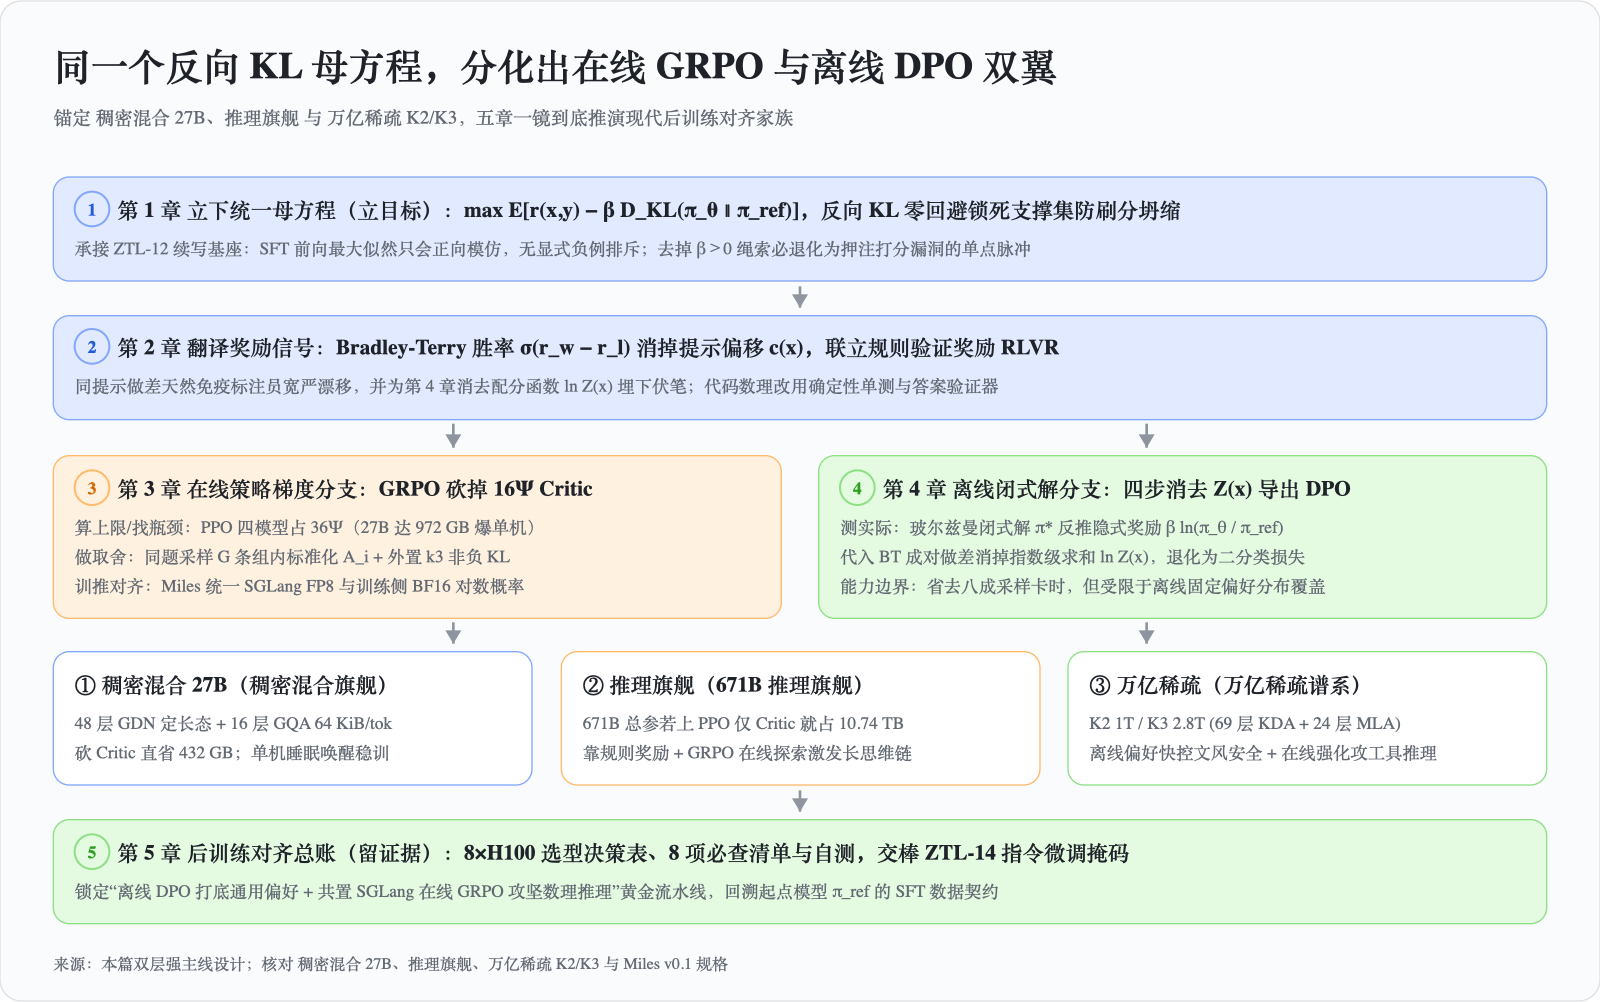 同一个反向 KL 母方程，分化出在线 GRPO 与离线 DPO 双翼
锚定 稠密混合 27B、推理旗舰 与 万亿稀疏 K2/K3，五章一镜到底推演现代后训练对齐家族
1 第 1 章 立下统一母方程（立目标）：max E[r(x,y) − β D_KL(π_θ ‖ π_ref)]，反向 KL 零回避锁死支撑集防刷分坍缩
承接 ZTL-12 续写基座：SFT 前向最大似然只会正向模仿，无显式负例排斥；去掉 β > 0 绳索必退化为押注打分漏洞的单点脉冲
2 第 2 章 翻译奖励信号：Bradley-Terry 胜率 σ(r_w − r_l) 消掉提示偏移 c(x)，联立规则验证奖励 RLVR
同提示做差天然免疫标注员宽严漂移，并为第 4 章消去配分函数 ln Z(x) 埋下伏笔；代码数理改用确定性单测与答案验证器
3 第 3 章 在线策略梯度分支：GRPO 砍掉 16Ψ Critic
算上限/找瓶颈：PPO 四模型占 36Ψ（27B 达 972 GB 爆单机）
做取舍：同题采样 G 条组内标准化 A_i + 外置 k3 非负 KL
训推对齐：Miles 统一 SGLang FP8 与训练侧 BF16 对数概率
4 第 4 章 离线闭式解分支：四步消去 Z(x) 导出 DPO
测实际：玻尔兹曼闭式解 π* 反推隐式奖励 β ln(π_θ / π_ref)
代入 BT 成对做差消掉指数级求和 ln Z(x)，退化为二分类损失
能力边界：省去八成采样卡时，但受限于离线固定偏好分布覆盖
① 稠密混合 27B（稠密混合旗舰）
48 层 GDN 定长态 + 16 层 GQA 64 KiB/tok
砍 Critic 直省 432 GB；单机睡眠唤醒稳训
② 推理旗舰（671B 推理旗舰）
671B 总参若上 PPO 仅 Critic 就占 10.74 TB
靠规则奖励 + GRPO 在线探索激发长思维链
③ 万亿稀疏（万亿稀疏谱系）
K2 1T / K3 2.8T (69 层 KDA + 24 层 MLA)
离线偏好快控文风安全 + 在线强化攻工具推理
5 第 5 章 后训练对齐总账（留证据）：8×H100 选型决策表、8 项必查清单与自测，交棒 ZTL-14 指令微调掩码
锁定“离线 DPO 打底通用偏好 + 共置 SGLang 在线 GRPO 攻坚数理推理”黄金流水线，回溯起点模型 π_ref 的 SFT 数据契约
来源：本篇双层强主线设计；核对 稠密混合 27B、推理旗舰、万亿稀疏 K2/K3 与 Miles v0.1 规格